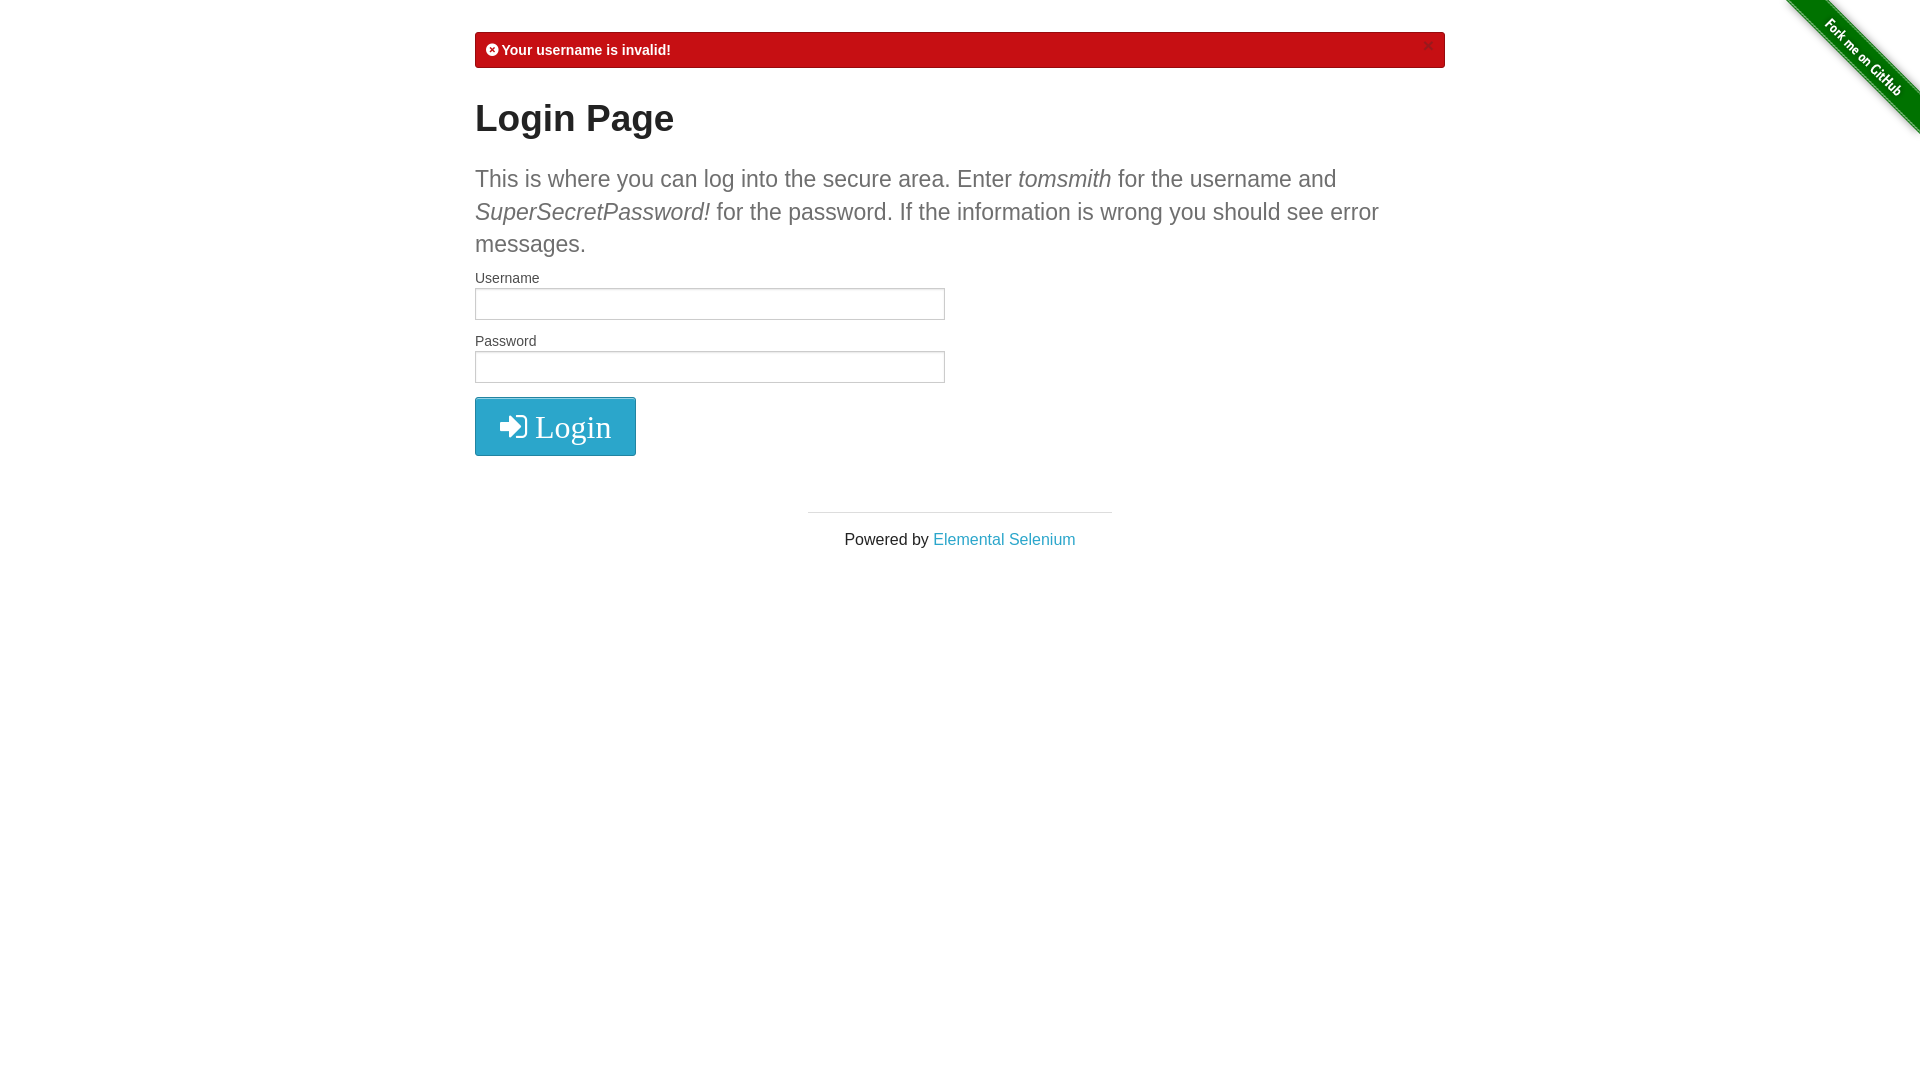 Your username is invalid!
×
Fork me on GitHub
Login Page
This is where you can log into the secure area. Enter tomsmith for the username and
SuperSecretPassword! for the password. If the information is wrong you should see error
messages.
Username
Password
Login
Powered by Elemental Selenium